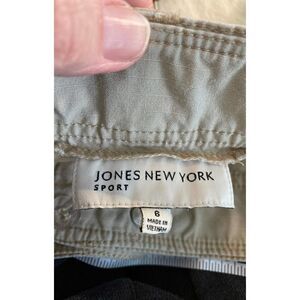 JONES NEW YORK
SPORT
8
MADE IN
VIETNAM